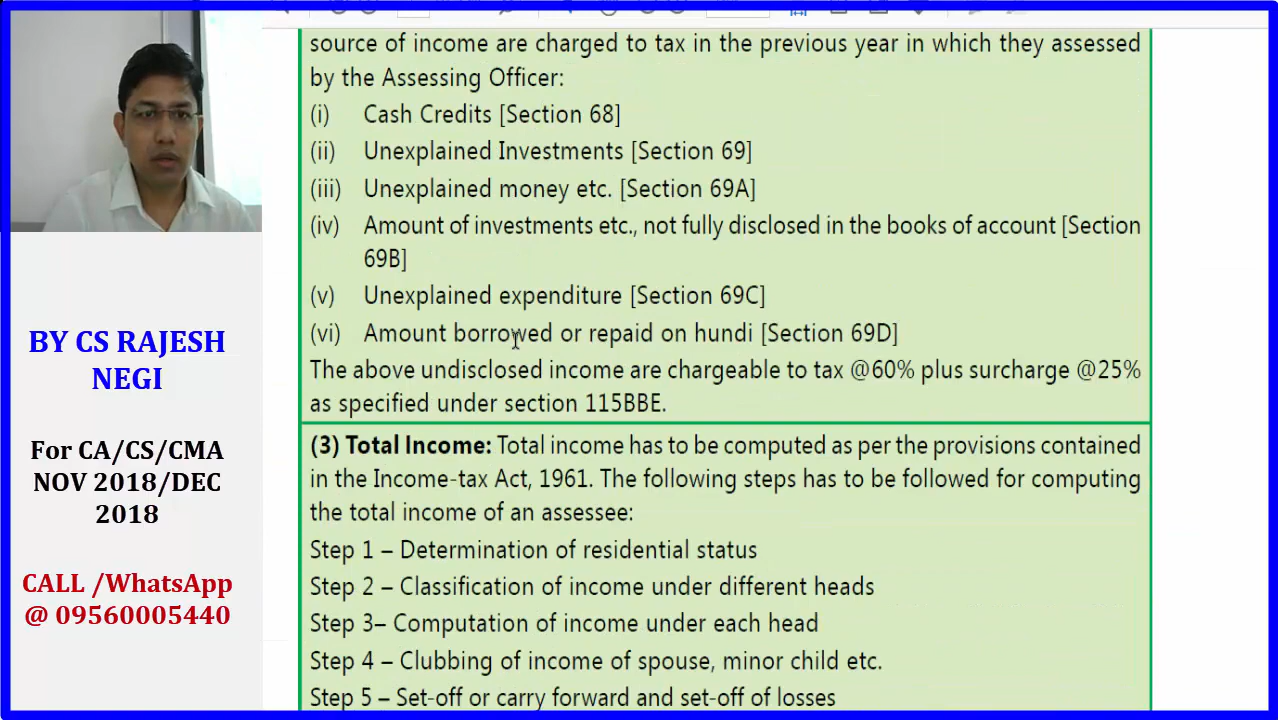 source of income are charged to tax in the previous year in which they assessed
by the Assessing Officer:
(i) Cash Credits [Section 68]
(ii) Unexplained Investments [Section 69]
(iii) Unexplained money etc. [Section 69A]
(iv) Amount of investments etc., not fully disclosed in the books of account [Section
69B]
(v) Unexplained expenditure [Section 69C]
(vi) Amount borrowed or repaid on hundi [Section 69D]
The above undisclosed income are chargeable to tax @60% plus surcharge @25%
as specified under section 115BBE.
(3) Total Income: Total income has to be computed as per the provisions contained
in the Income-tax Act, 1961. The following steps has to be followed for computing
the total income of an assessee:
Step 1 – Determination of residential status
Step 2 – Classification of income under different heads
Step 3– Computation of income under each head
Step 4 – Clubbing of income of spouse, minor child etc.
Step 5 – Set-off or carry forward and set-off of losses
BY CS RAJESH
NEGI
For CA/CS/CMA
NOV 2018/DEC
2018
CALL /WhatsApp
@ 09560005440